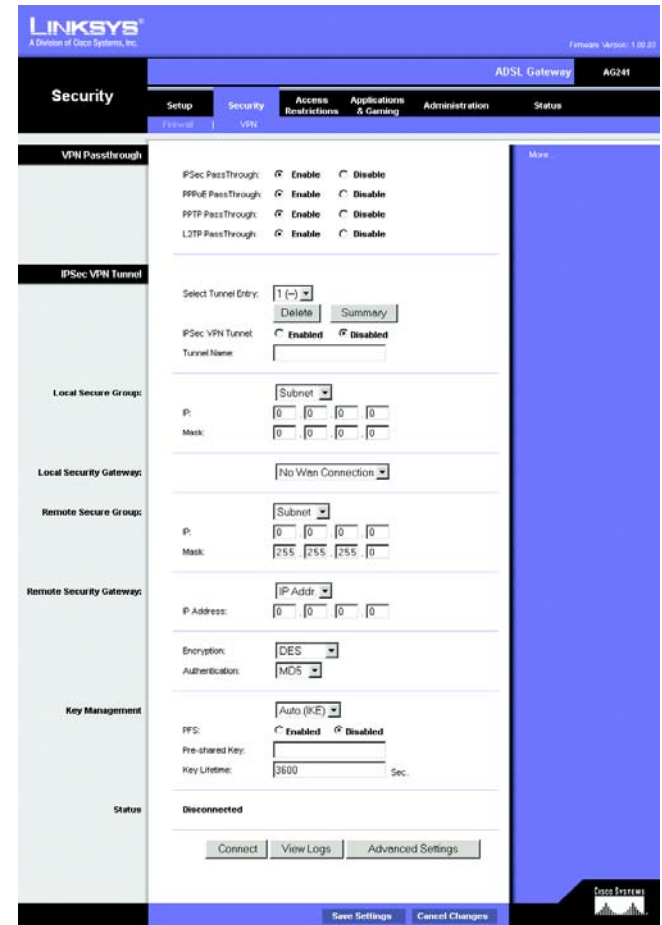 LINKSYS®
A Division of Cisco Systems, Inc.
Firmware Version: 1.00.03
ADSL Gateway AG241
Security
Setup Security Access Restrictions Applications & Gaming Administration Status
Firewall | VPN
VPN Passthrough
More...
IPSec PassThrough: Enable Disable
PPPoE PassThrough: Enable Disable
PPTP PassThrough: Enable Disable
L2TP PassThrough: Enable Disable
IPSec VPN Tunnel
Select Tunnel Entry: 1 (--)
Delete Summary
IPSec VPN Tunnel: Enabled Disabled
Tunnel Name:
Local Secure Group: Subnet
IP: 0 . 0 . 0 . 0
Mask: 0 . 0 . 0 . 0
Local Security Gateway: No Wan Connection
Remote Secure Group: Subnet
IP: 0 . 0 . 0 . 0
Mask: 255 . 255 . 255 . 0
Remote Security Gateway: IP Addr.
IP Address: 0 . 0 . 0 . 0
Encryption: DES
Authentication: MD5
Key Management Auto.(IKE)
PFS: Enabled Disabled
Pre-shared Key:
Key Lifetime: 3600 Sec.
Status Disconnected
Connect View Logs Advanced Settings
Save Settings Cancel Changes
CISCO SYSTEMS